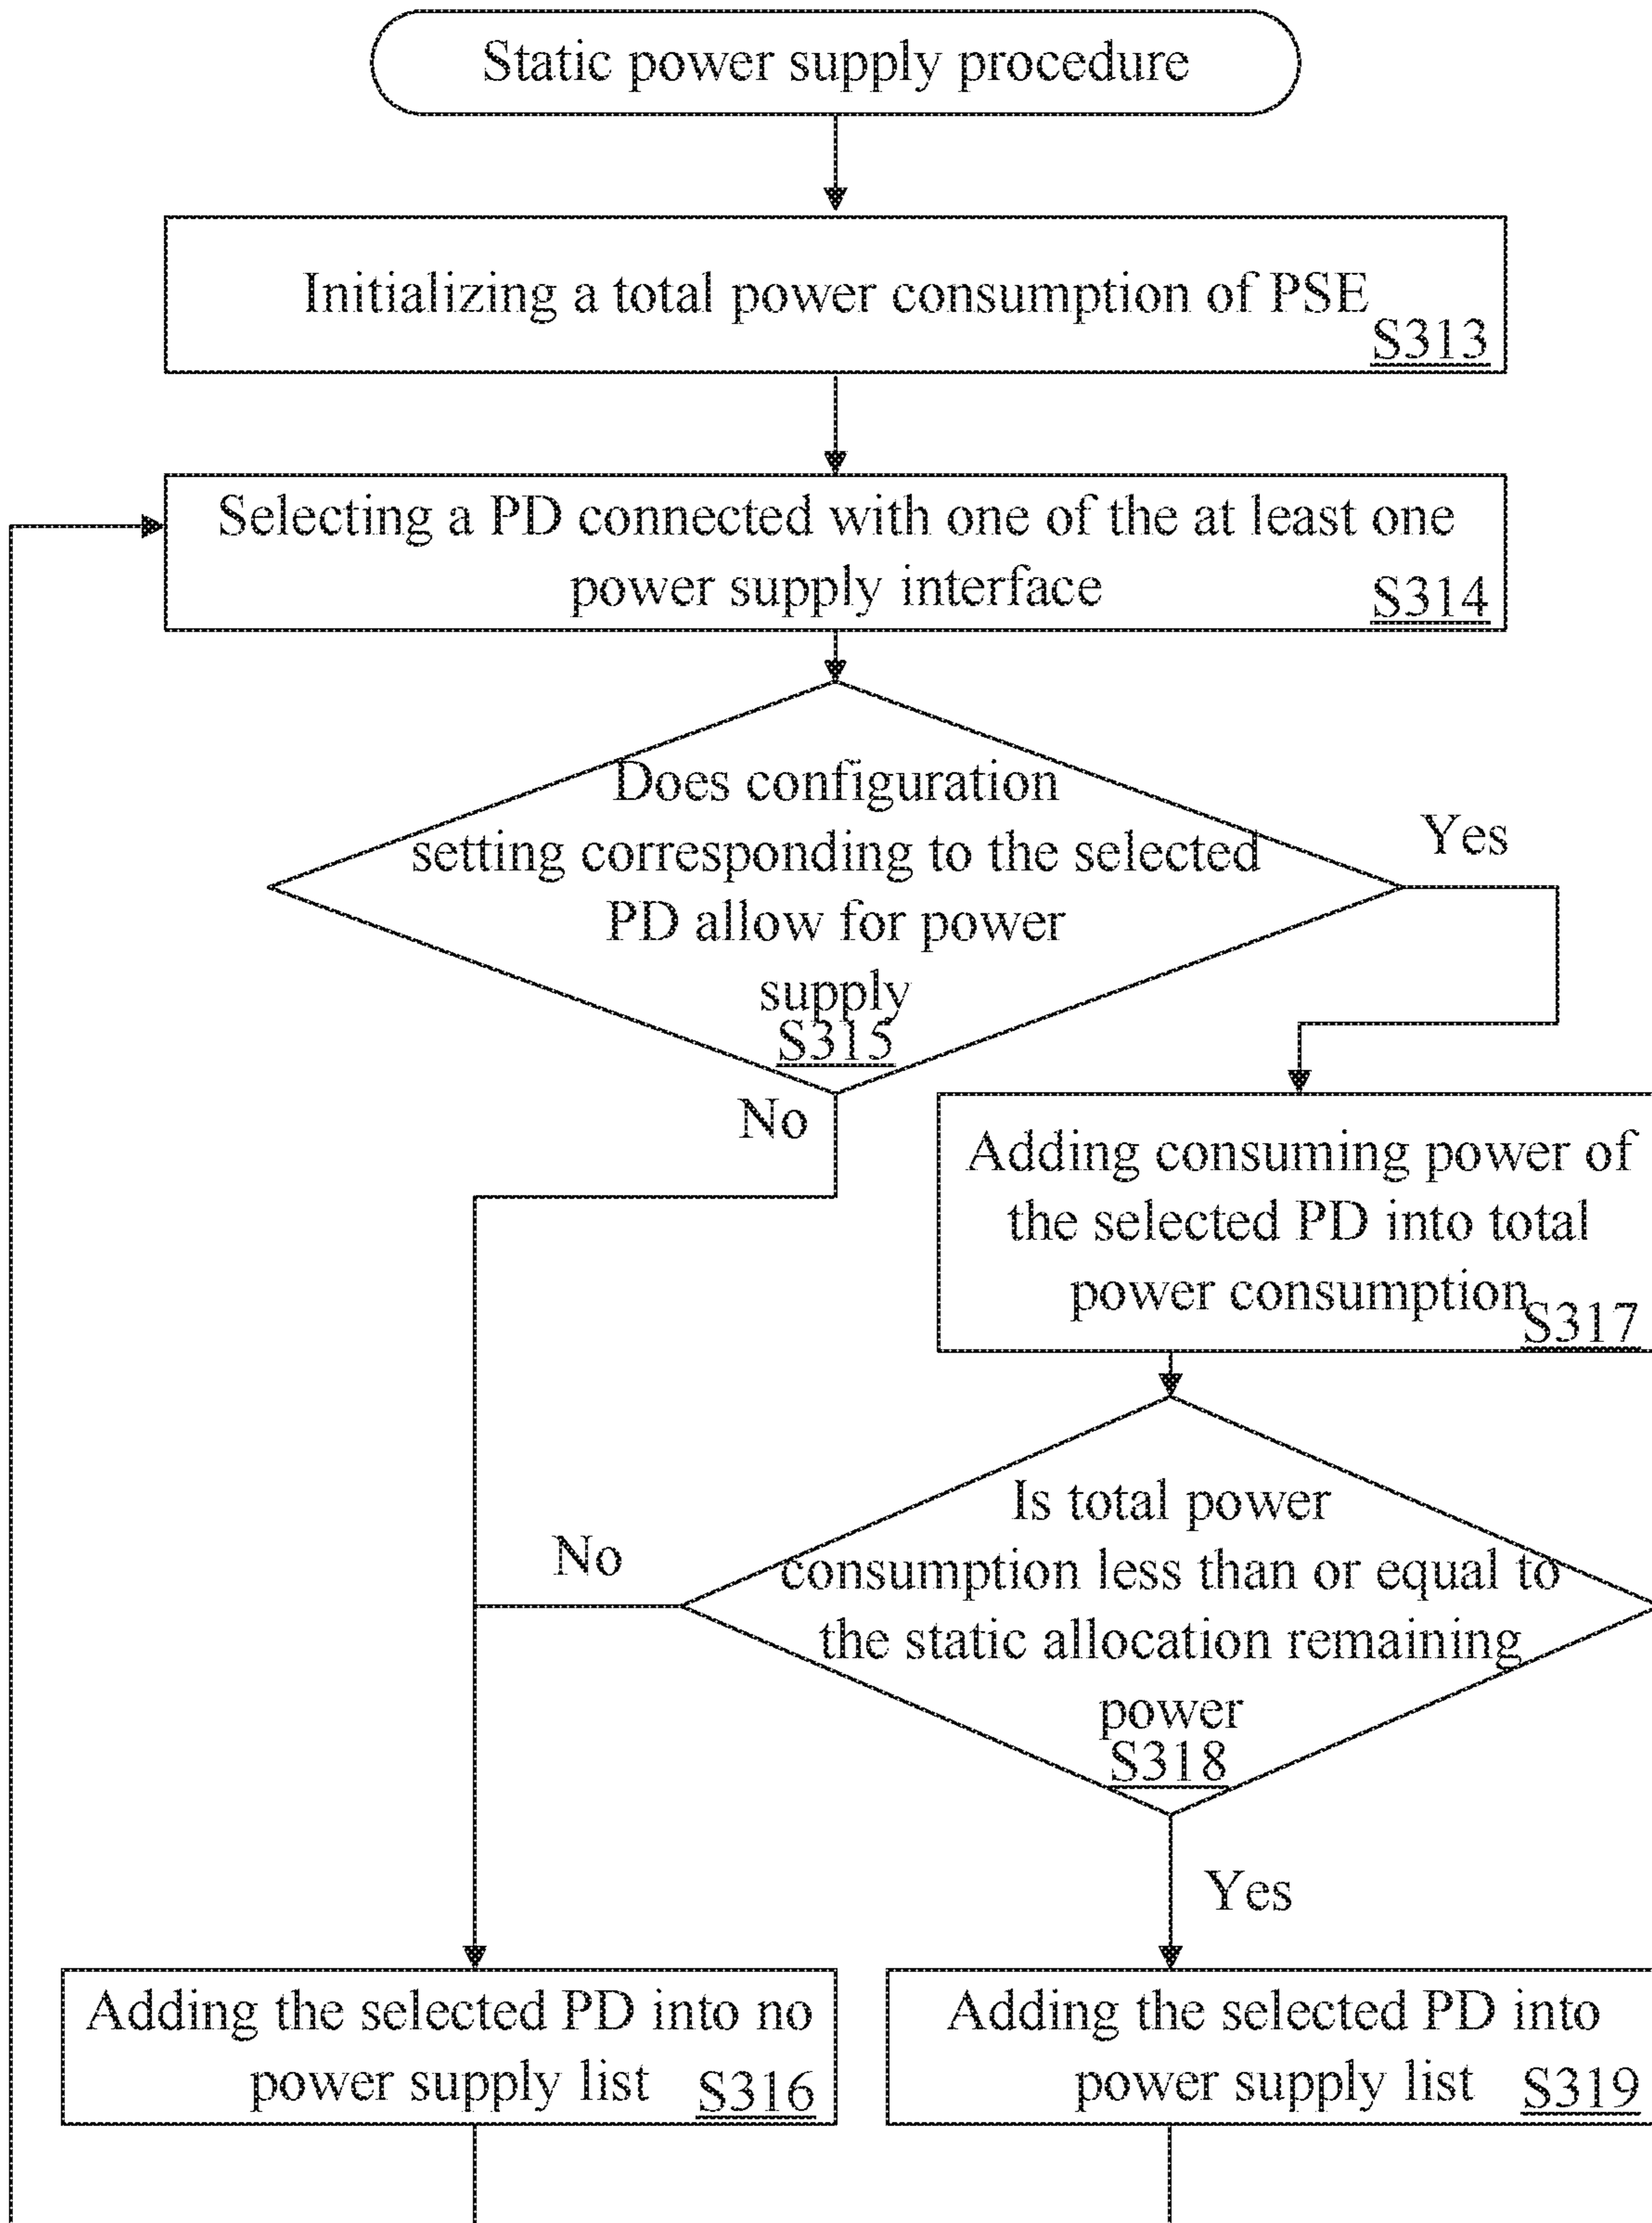 Static power supply procedure
Initializing a total power consumption of PSE
S313
Selecting a PD connected with one of the at least one
power supply interface
S314
Does configuration
setting corresponding to the selected
PD allow for power
supply
S315
Yes
No
Adding consuming power of
the selected PD into total
power consumption
S317
Is total power
consumption less than or equal to
the static allocation remaining
power
S318
No
Yes
Adding the selected PD into no
power supply list
S316
Adding the selected PD into
power supply list
S319